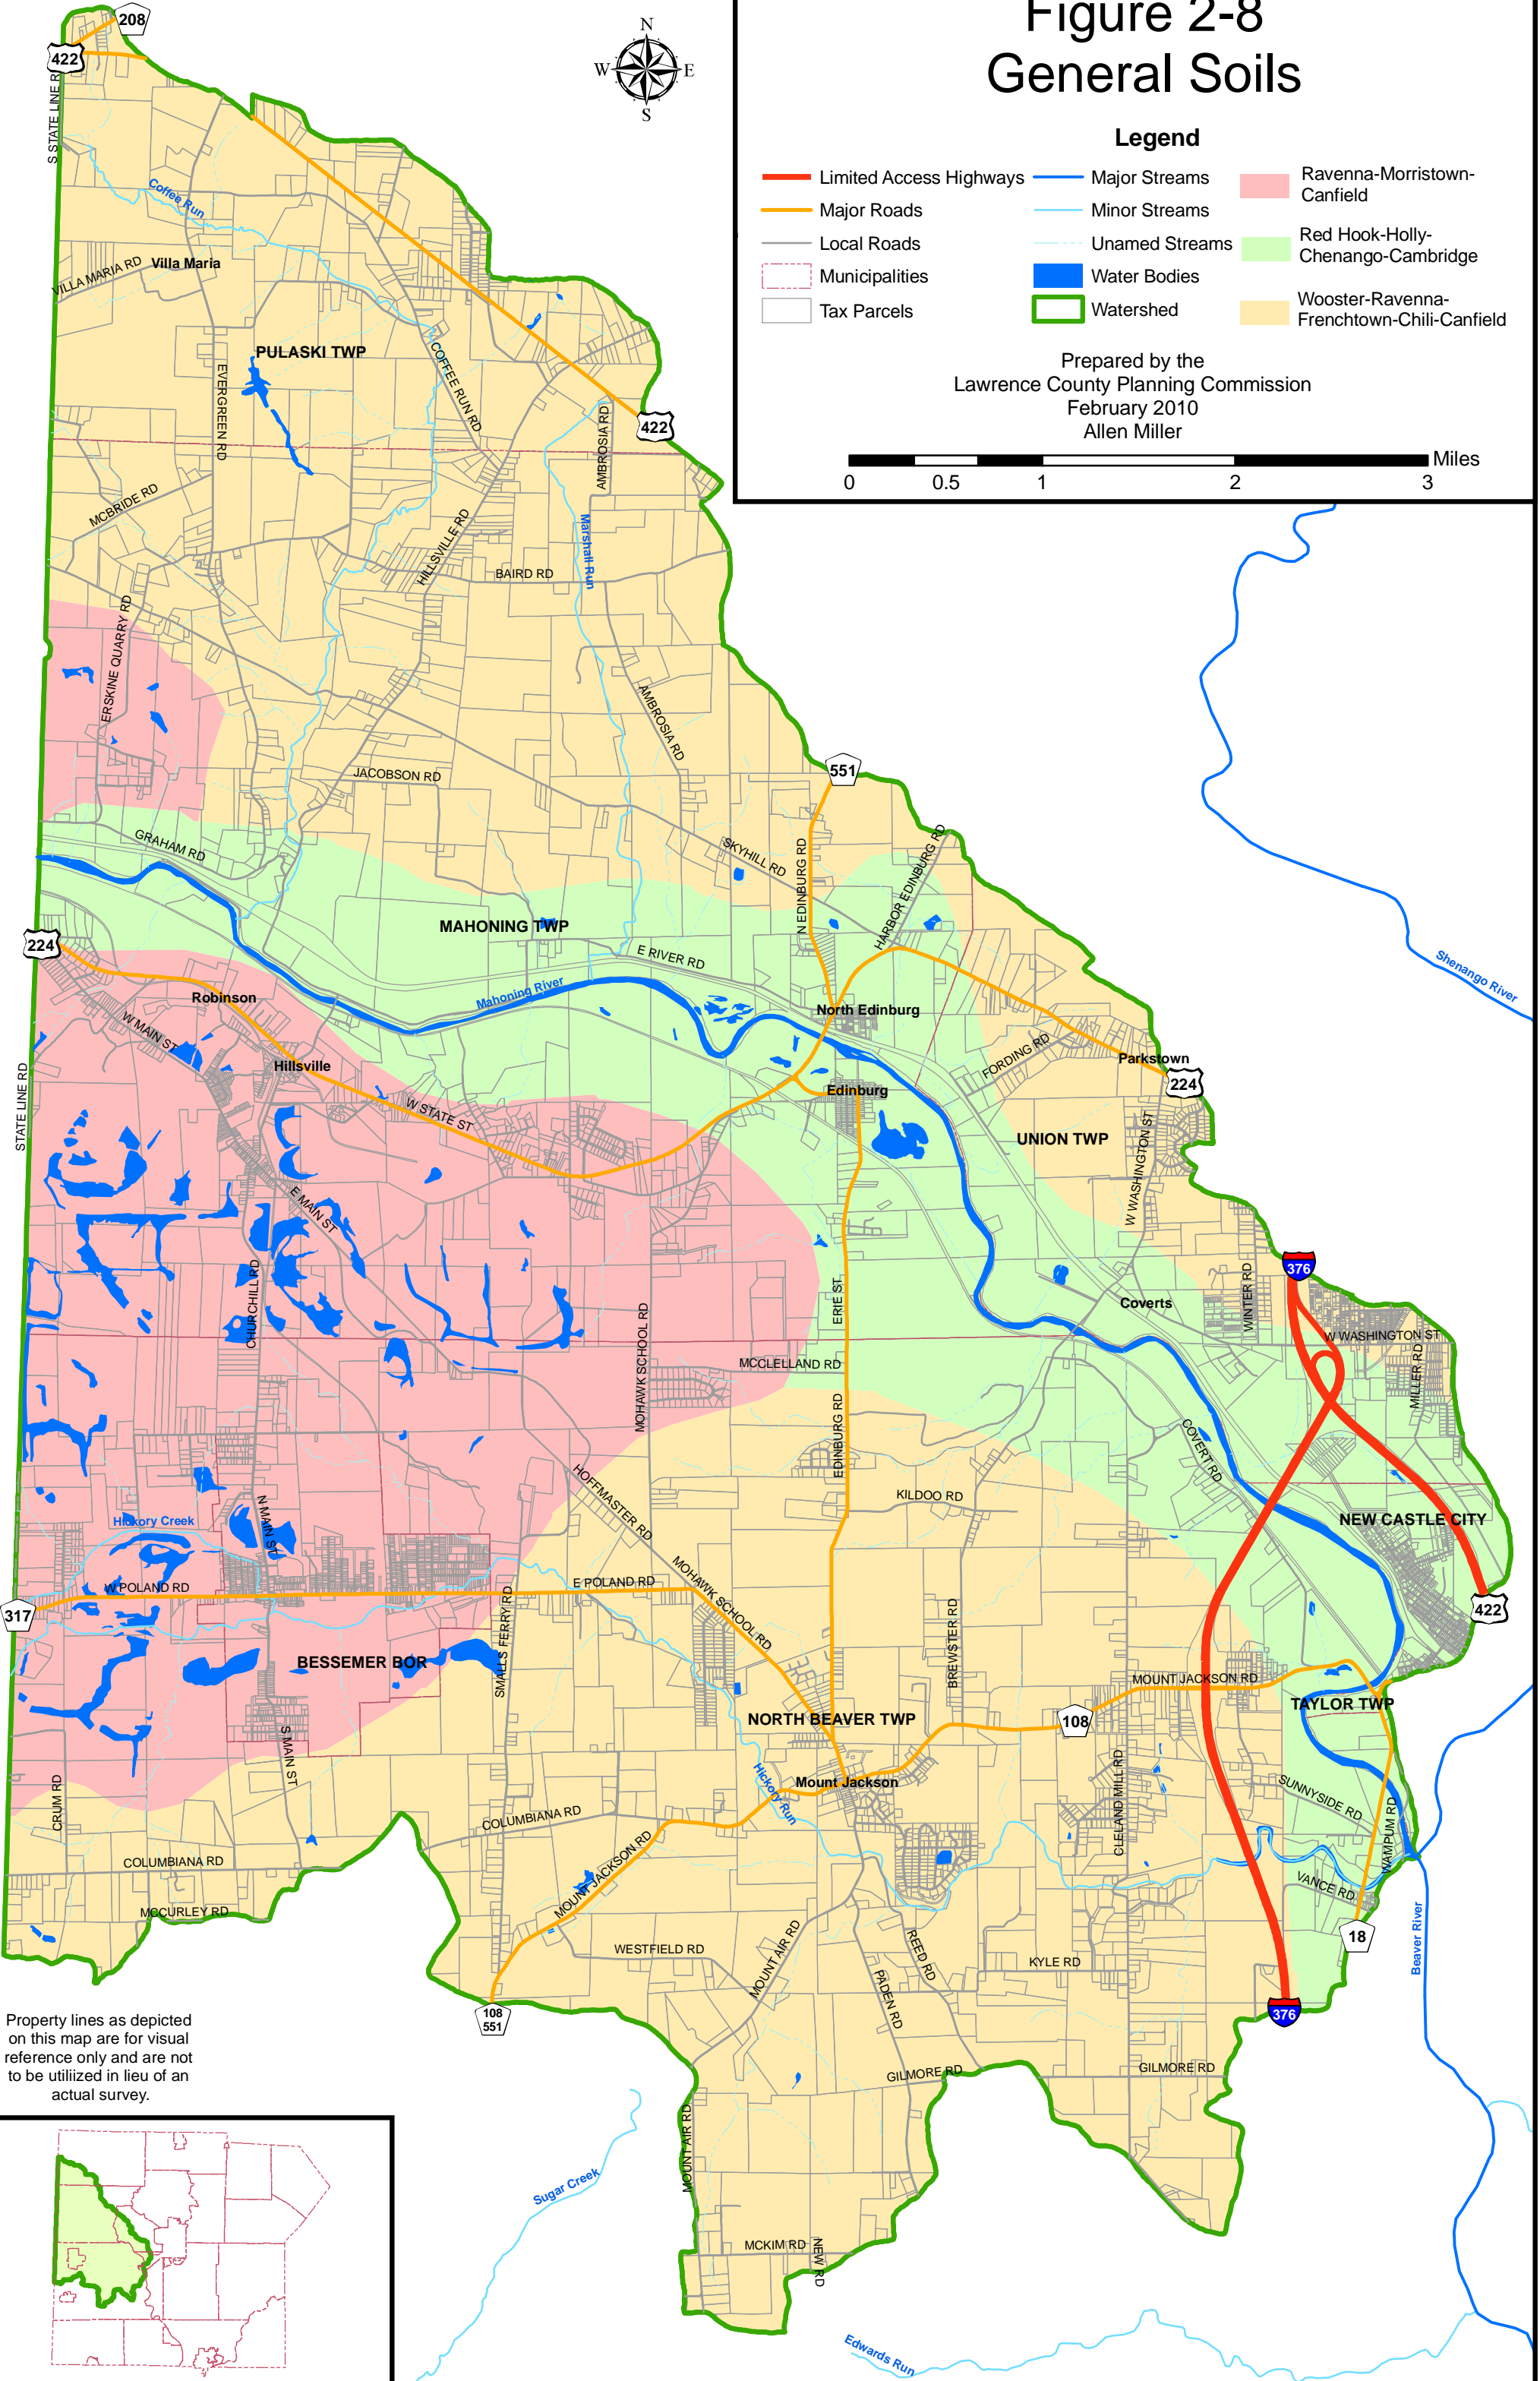 Figure 2-8
General Soils
Legend
Limited Access Highways
Major Roads
Local Roads
Municipalities
Tax Parcels
Major Streams
Minor Streams
Unamed Streams
Water Bodies
Watershed
Ravenna-Morristown-
Canfield
Red Hook-Holly-
Chenango-Cambridge
Wooster-Ravenna-
Frenchtown-Chili-Canfield
Prepared by the
Lawrence County Planning Commission
February 2010
Allen Miller
Miles
0 0.5 1 2 3
N
W E
S
208
422
S STATE LINE R
Coffee Run
VILLA MARIA RD
Villa Maria
PULASKI TWP
EVERGREEN RD
COFFEE RUN RD
AMBROSIA RD
422
MCBRIDE RD
HILLSVILLE RD
Marshall Run
BAIRD RD
ERSKINE QUARRY RD
AMBROSIA RD
JACOBSON RD
551
GRAHAM RD
SKYHILL RD
N EDINBURG RD
HARBOR EDINBURG RD
MAHONING TWP
224
E RIVER RD
Mahoning River
Robinson
North Edinburg
Shenango River
W MAIN ST
Hillsville
FORDING RD
Parkstown
224
STATE LINE RD
W STATE ST
Edinburg
UNION TWP
W WASHINGTON ST
E MAIN ST
CHURCHILL RD
ERIE ST
MOHAWK SCHOOL RD
Coverts
WINTER RD
376
W WASHINGTON ST
MCCLELLAND RD
MILLER RD
EDINBURG RD
COVERT RD
HOFFMASTER RD
KILDOO RD
N MAIN ST
Hickory Creek
NEW CASTLE CITY
W POLAND RD
E POLAND RD
MOHAWK SCHOOL RD
317
422
SMALLS FERRY RD
BREWSTER RD
BESSEMER BOR
MOUNT JACKSON RD
TAYLOR TWP
NORTH BEAVER TWP
108
S MAIN ST
Mount Jackson
Hickory Run
CRUM RD
CLELAND MILL RD
SUNNYSIDE RD
WAMPUM RD
COLUMBIANA RD
COLUMBIANA RD
MOUNT JACKSON RD
VANCE RD
MCCURLEY RD
18
Beaver River
WESTFIELD RD
MOUNT AIR RD
REED RD
KYLE RD
PADEN RD
108
551
376
Property lines as depicted
on this map are for visual
reference only and are not
to be utiliized in lieu of an
actual survey.
GILMORE RD
GILMORE RD
MOUNT AIR RD
Sugar Creek
MCKIM RD
NEW RD
Edwards Run